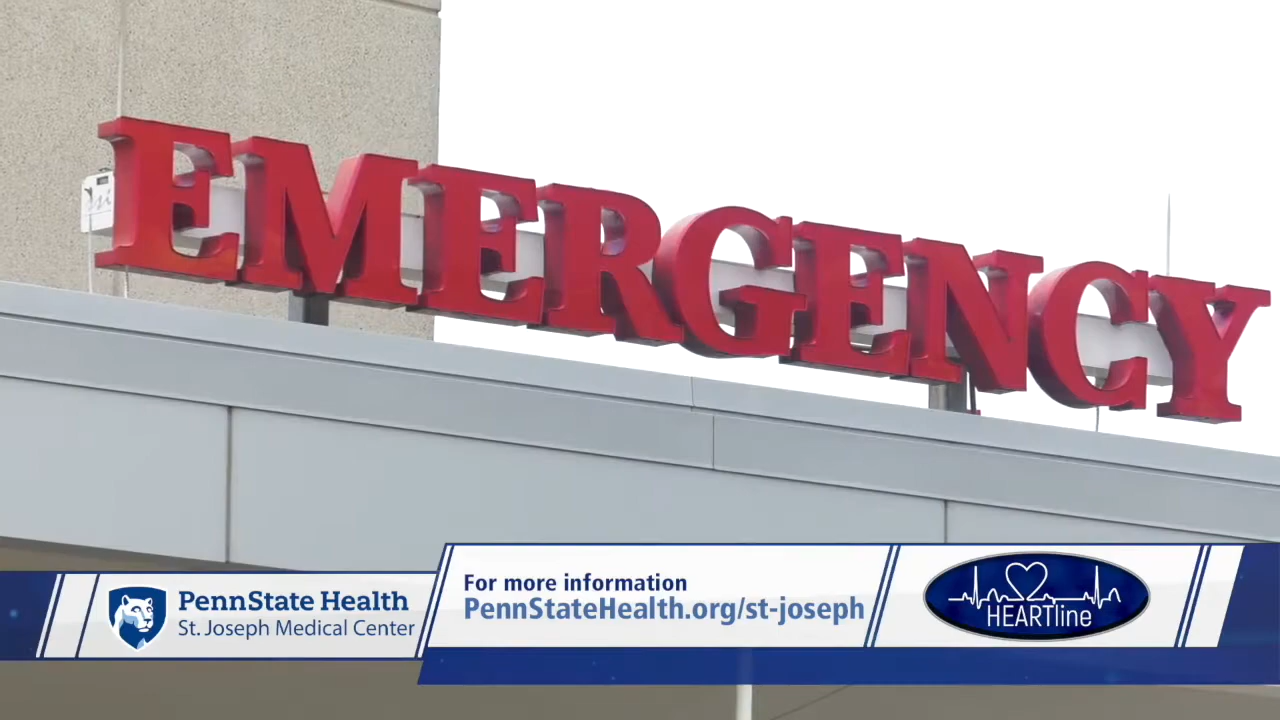 EMERGENCY
PennState Health
St. Joseph Medical Center
For more information
PennStateHealth.org/st-joseph
HEARTline